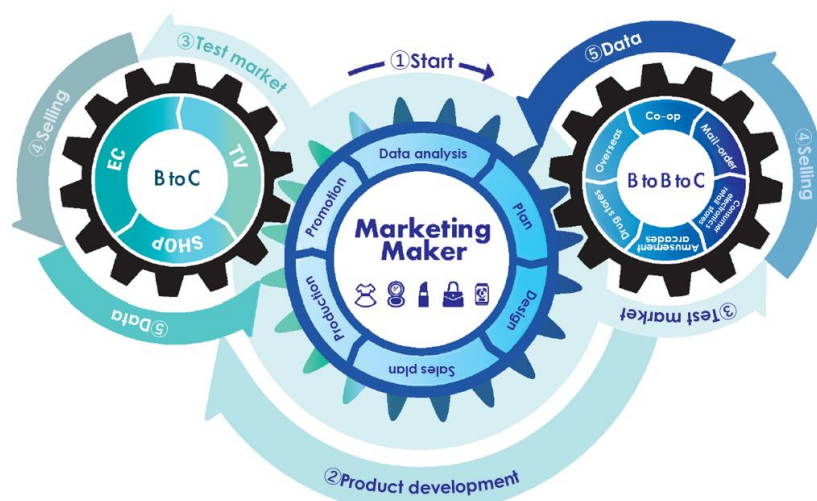 ①Start
②Product development
③Test market
④Selling
⑤Data
EC
TV
SHOP
B to C
Marketing
Maker
Data analysis
Plan
Design
Sales plan
Production
Promotion
⑤Data
④Selling
③Test market
B to B to C
Co-op
Mail-order
Consumer
electronics
retail stores
Amusement
arcades
Drug stores
Overseas